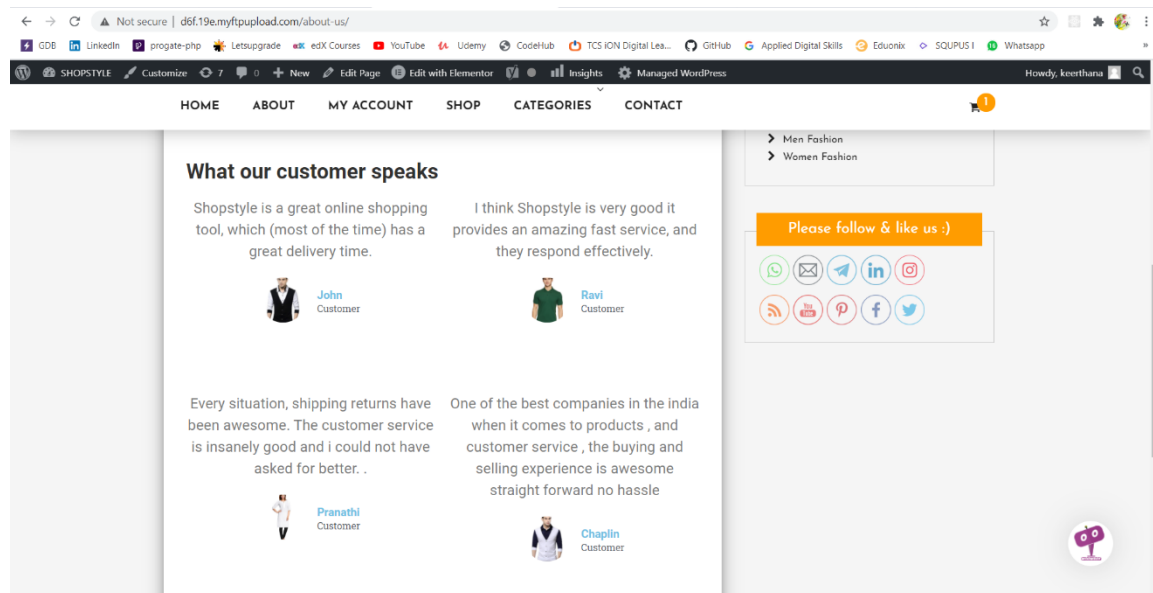 Not secure | d6f.19e.myftpupload.com/about-us/
GDB LinkedIn progate-php Letsupgrade edX Courses YouTube Udemy CodeHub TCS iON Digital Lea... GitHub Applied Digital Skills Eduonix SQUPUS I Whatsapp »
SHOPSTYLE Customize 7 0 + New Edit Page Edit with Elementor Insights Managed WordPress Howdy, keerthana
HOME ABOUT MY ACCOUNT SHOP CATEGORIES CONTACT 1
Men Fashion
Women Fashion
What our customer speaks
Shopstyle is a great online shopping
tool, which (most of the time) has a
great delivery time.
John
Customer
I think Shopstyle is very good it
provides an amazing fast service, and
they respond effectively.
Ravi
Customer
Please follow & like us :)
in
You
Tube
Every situation, shipping returns have
been awesome. The customer service
is insanely good and i could not have
asked for better. .
Pranathi
Customer
One of the best companies in the india
when it comes to products , and
customer service , the buying and
selling experience is awesome
straight forward no hassle
Chaplin
Customer